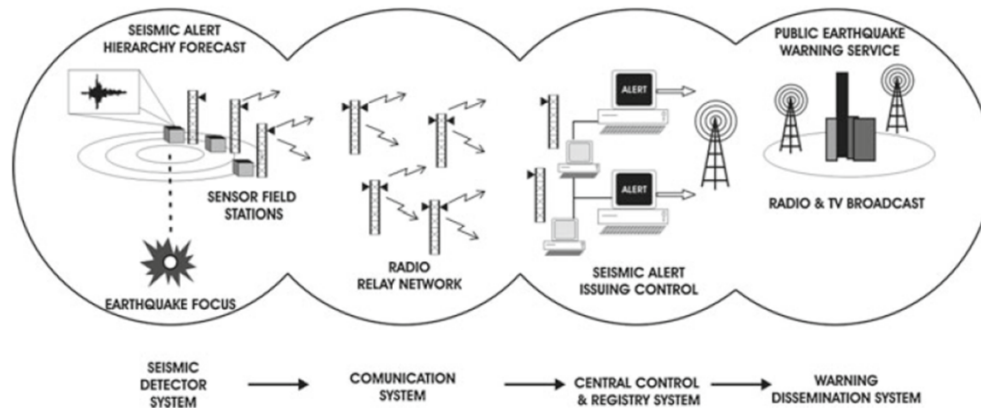 SEISMIC ALERT
HIERARCHY FORECAST
SENSOR FIELD
STATIONS
EARTHQUAKE FOCUS
RADIO
RELAY NETWORK
ALERT
ALERT
SEISMIC ALERT
ISSUING CONTROL
PUBLIC EARTHQUAKE
WARNING SERVICE
RADIO & TV BROADCAST
SEISMIC
DETECTOR
SYSTEM
COMUNICATION
SYSTEM
CENTRAL CONTROL
& REGISTRY SYSTEM
WARNING
DISSEMINATION SYSTEM